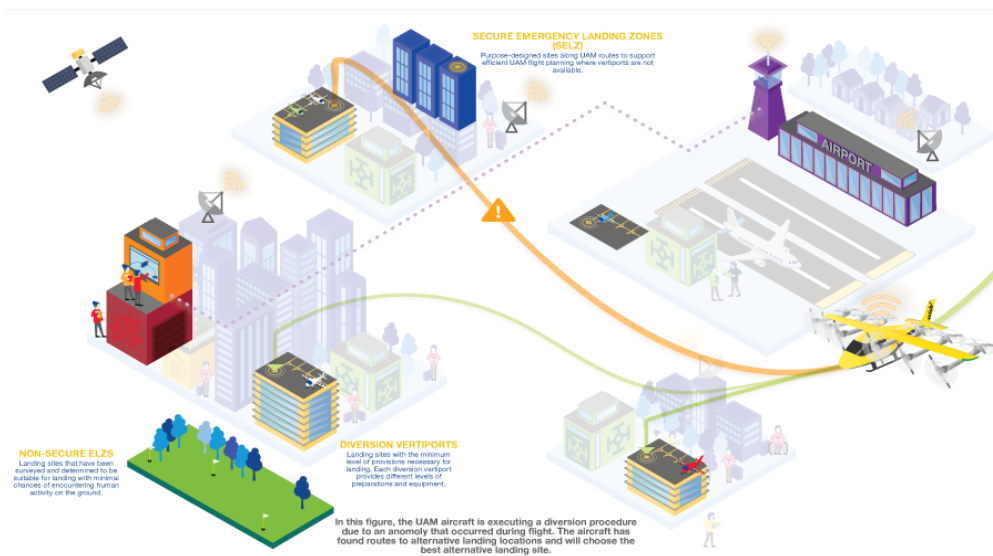 SECURE EMERGENCY LANDING ZONES
(SELZ)
Purpose-designed sites along UAM routes to support
efficient UAM flight planning where vertiports are not
available.
AIRPORT
NON-SECURE ELZS
Landing sites that have been
surveyed and determined to be
suitable for landing with minimal
chances of encountering human
activity on the ground.
DIVERSION VERTIPORTS
Landing sites with the minimum
level of provisions necessary for
landing. Each diversion vertiport
provides different levels of
preparations and equipment.
In this figure, the UAM aircraft is executing a diversion procedure
due to an anomoly that occurred during flight. The aircraft has
found routes to alternative landing locations and will choose the
best alternative landing site.